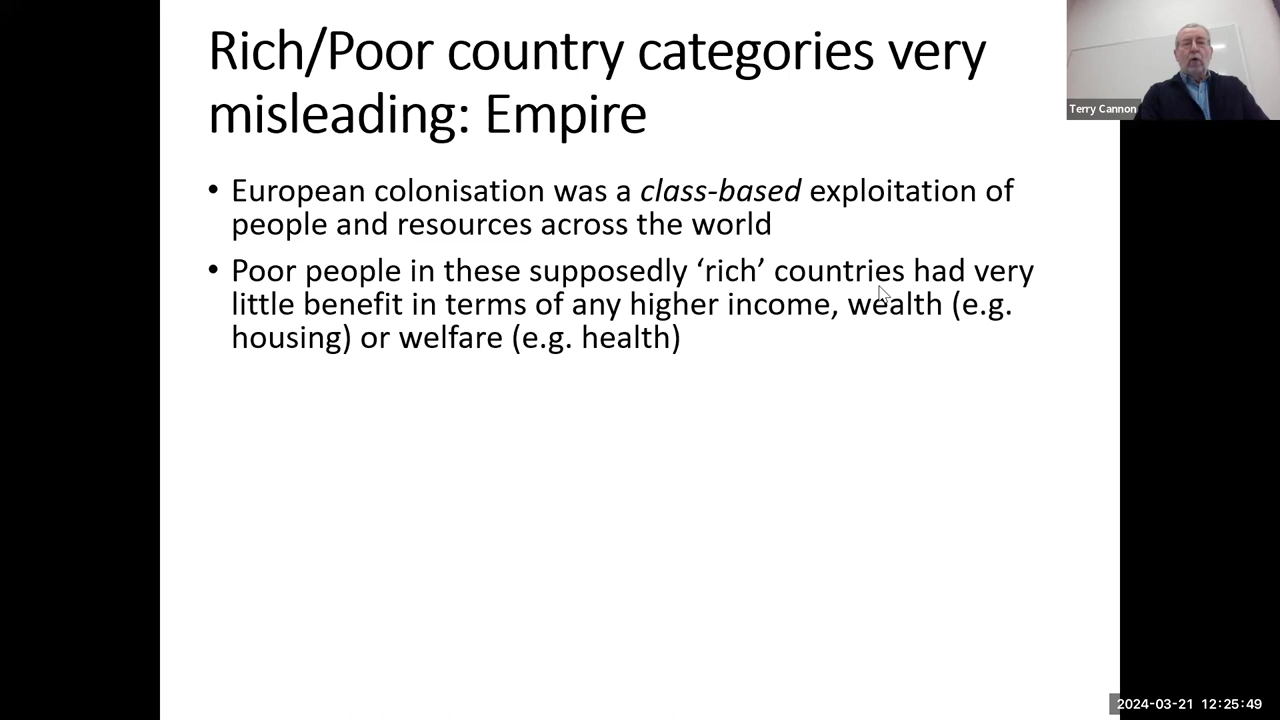 Rich/Poor country categories very
misleading: Empire
• European colonisation was a class-based exploitation of
people and resources across the world
• Poor people in these supposedly ‘rich’ countries had very
little benefit in terms of any higher income, wealth (e.g.
housing) or welfare (e.g. health)
Terry Cannon
2024-03-21 12:25:49